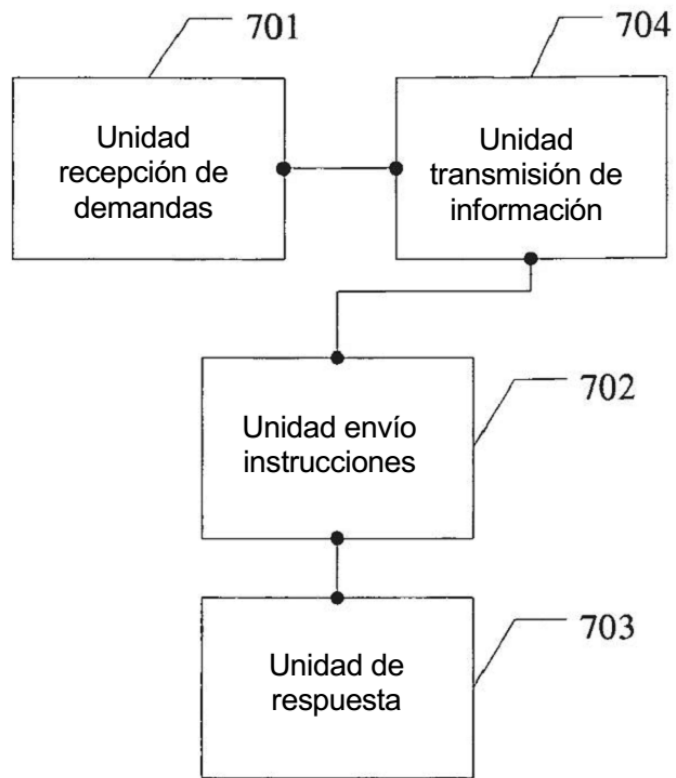 701
704
Unidad
recepción de
demandas
Unidad
transmisión de
información
702
Unidad envío
instrucciones
703
Unidad de
respuesta